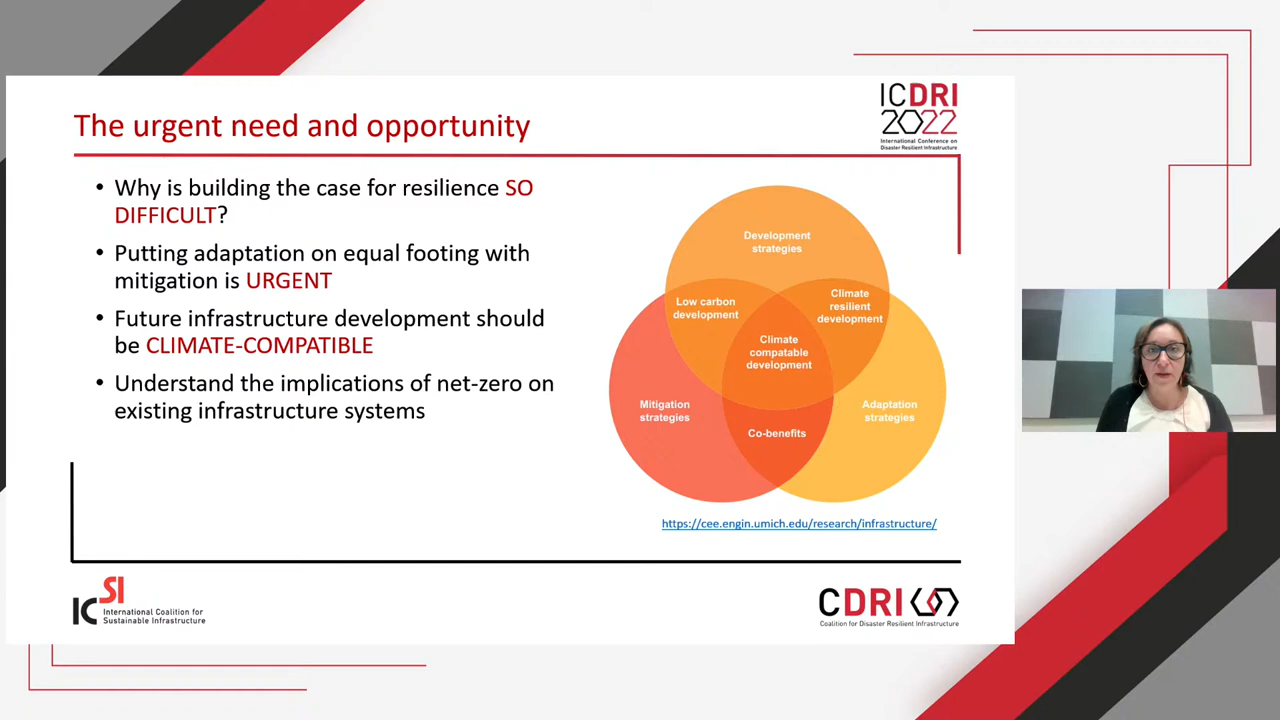 ICDRI
2022
International Conference on
Disaster Resilient Infrastructure
The urgent need and opportunity
• Why is building the case for resilience SO
DIFFICULT?
• Putting adaptation on equal footing with
mitigation is URGENT
• Future infrastructure development should
be CLIMATE-COMPATIBLE
• Understand the implications of net-zero on
existing infrastructure systems
Development
strategies
Low carbon
development
Climate
resilient
development
Climate
compatable
development
Mitigation
strategies
Adaptation
strategies
Co-benefits
https://cee.engin.umich.edu/research/infrastructure/
ICSI
International Coalition for
Sustainable Infrastructure
CDRI
Coalition for Disaster Resilient Infrastructure